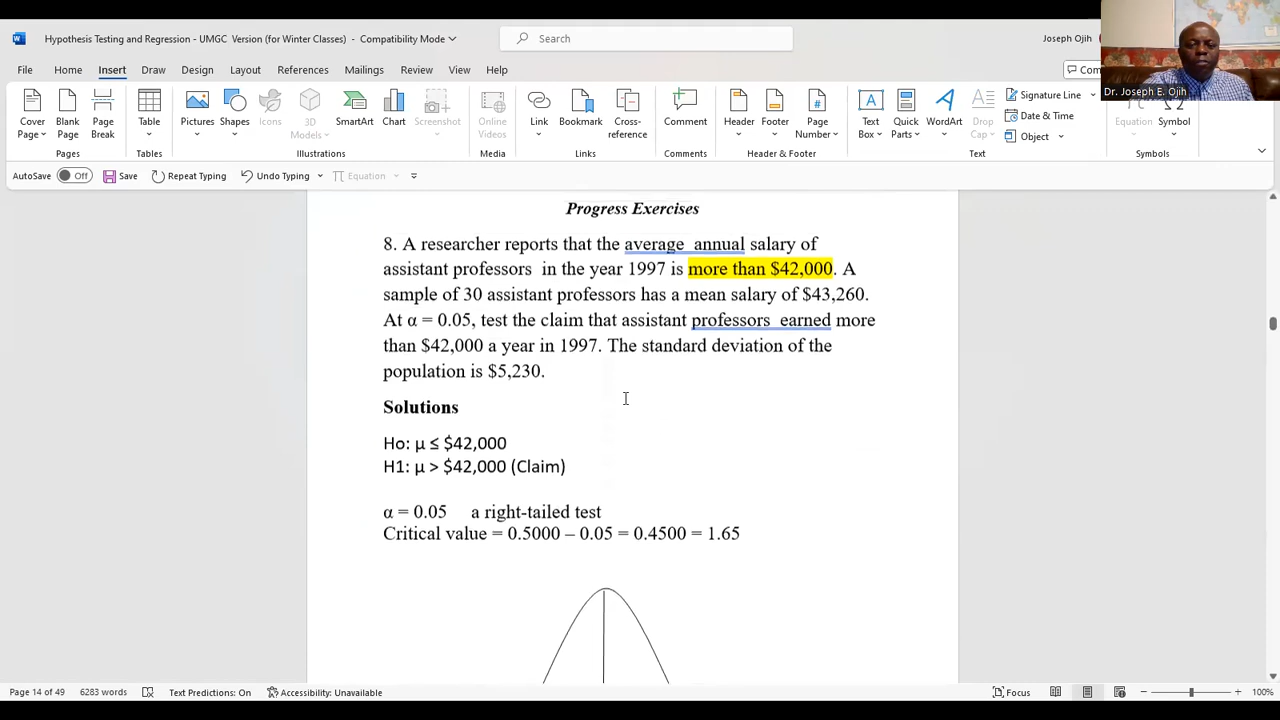 Hypothesis Testing and Regression - UMGC Version (for Winter Classes) - Compatibility Mode
Search
Joseph Ojih
File Home Insert Draw Design Layout References Mailings Review View Help
Com
Dr. Joseph E. Ojih
Cover Page
Blank Page
Page Break
Table
Pictures
Shapes
Icons
3D Models
SmartArt
Chart
Screenshot
Online Videos
Link
Bookmark
Cross-reference
Comment
Header
Footer
Page Number
Text Box
Quick Parts
WordArt
Drop Cap
Signature Line
Date & Time
Object
Equation
Symbol
Pages Tables Illustrations Media Links Comments Header & Footer Text Symbols
AutoSave Off Save Repeat Typing Undo Typing Equation
Progress Exercises
8. A researcher reports that the average annual salary of
assistant professors in the year 1997 is more than $42,000. A
sample of 30 assistant professors has a mean salary of $43,260.
At α = 0.05, test the claim that assistant professors earned more
than $42,000 a year in 1997. The standard deviation of the
population is $5,230.
Solutions
Ho: µ ≤ $42,000
H1: µ > $42,000 (Claim)
α = 0.05 a right-tailed test
Critical value = 0.5000 – 0.05 = 0.4500 = 1.65
Page 14 of 49 6283 words Text Predictions: On Accessibility: Unavailable Focus 100%